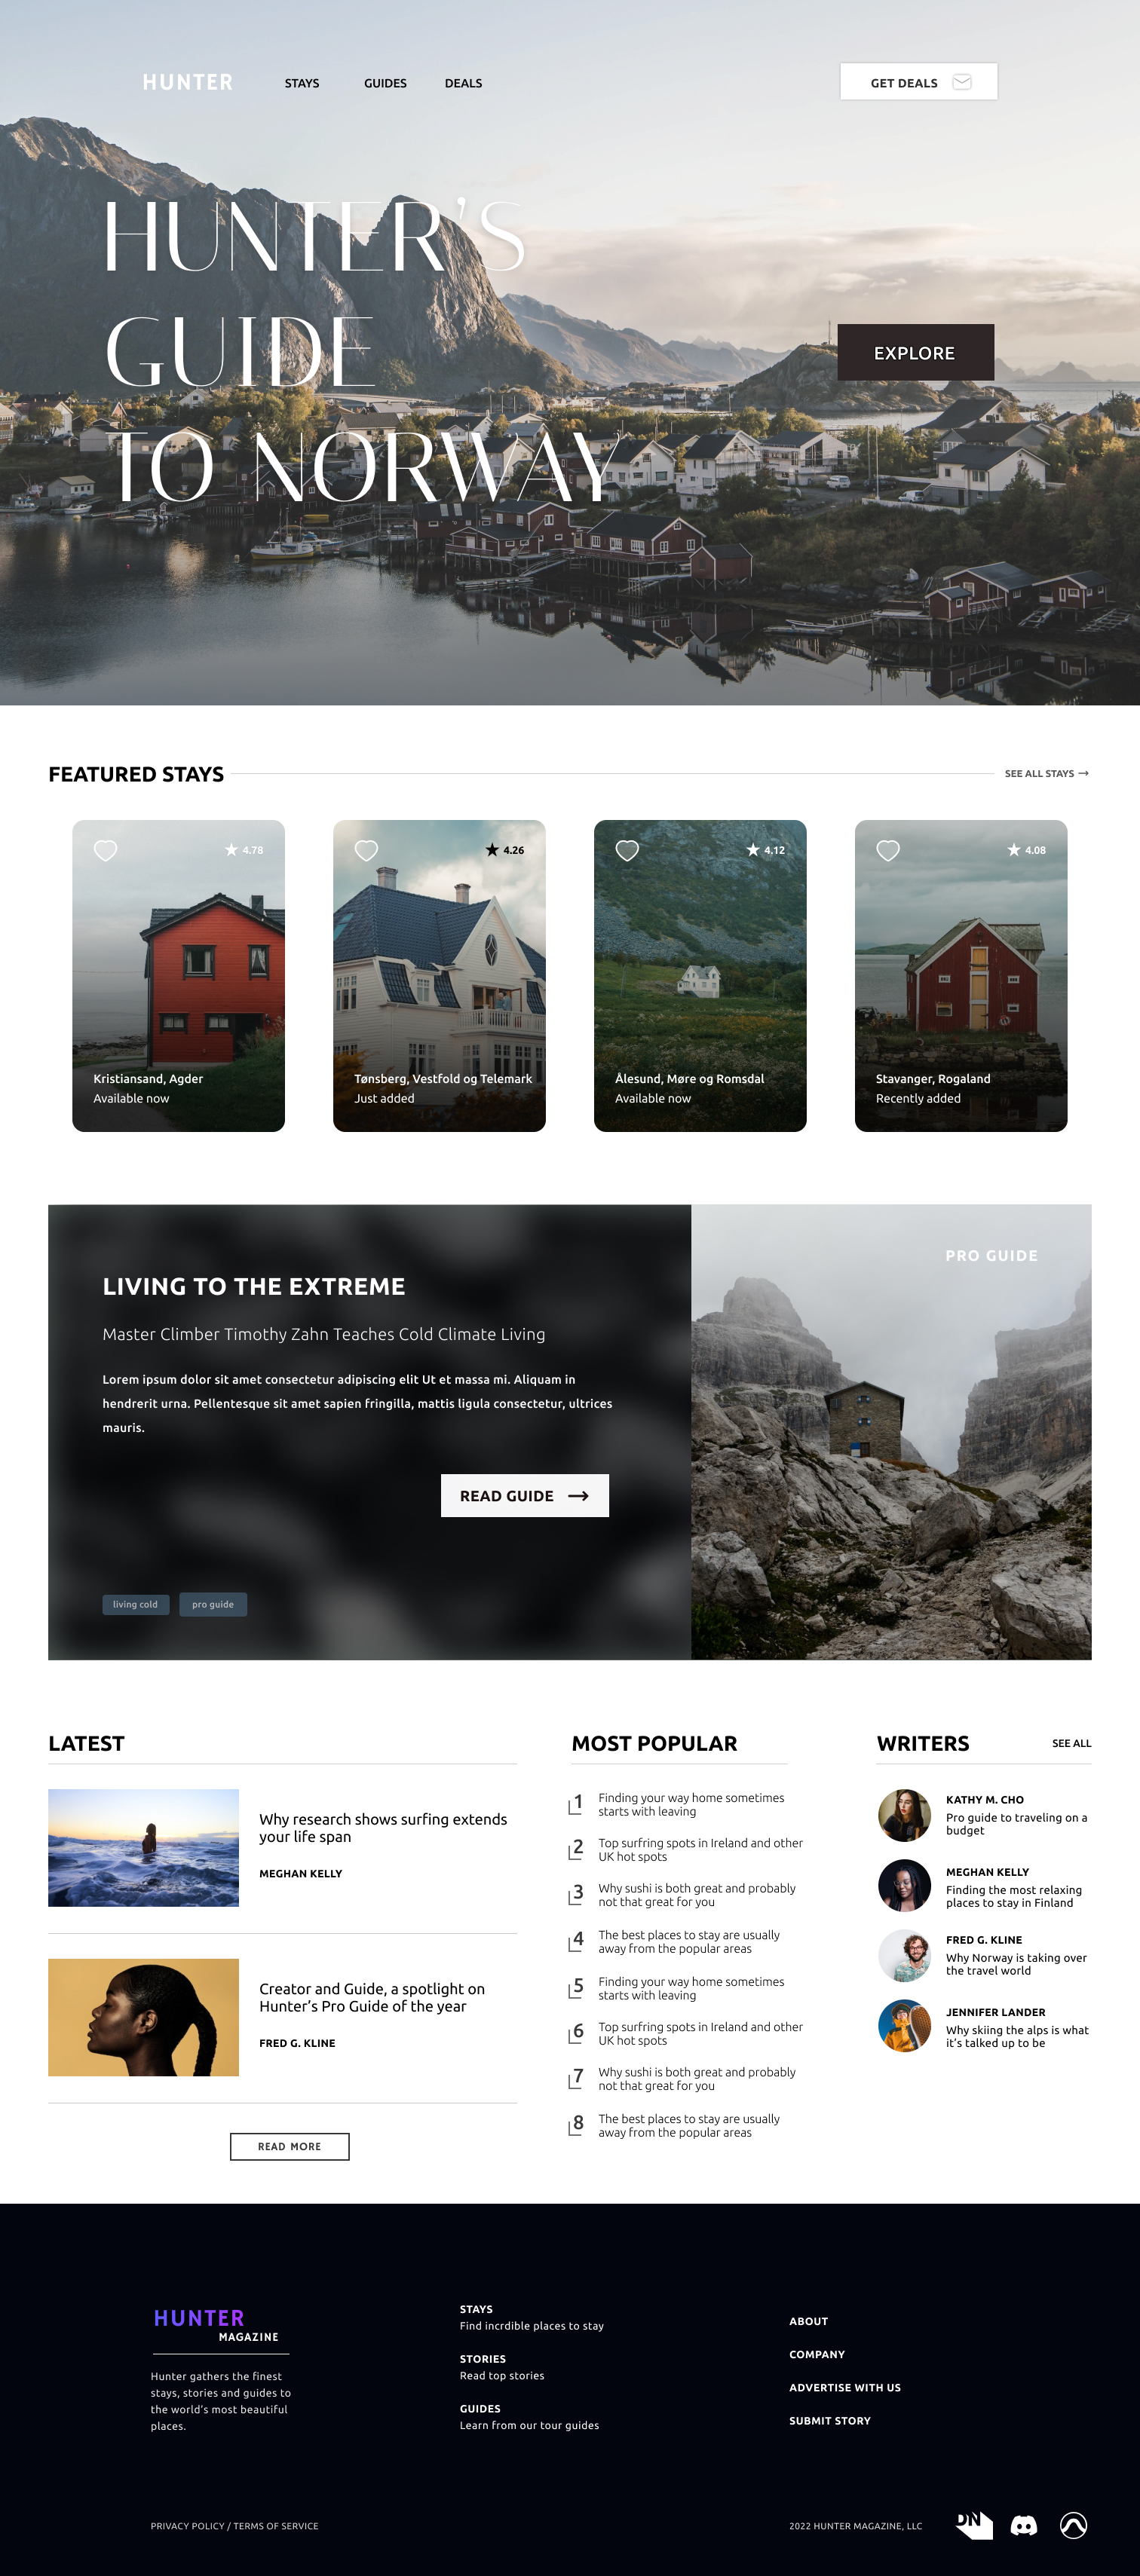 HUNTER
STAYS
GUIDES
DEALS
GET DEALS
HUNTER'S
GUIDE
TO NORWAY
EXPLORE
FEATURED STAYS
SEE ALL STAYS →
★ 4.78
Kristiansand, Agder
Available now
★ 4.26
Tønsberg, Vestfold og Telemark
Just added
★ 4.12
Ålesund, Møre og Romsdal
Available now
★ 4.08
Stavanger, Rogaland
Recently added
LIVING TO THE EXTREME
Master Climber Timothy Zahn Teaches Cold Climate Living
Lorem ipsum dolor sit amet consectetur adipiscing elit Ut et massa mi. Aliquam in
hendrerit urna. Pellentesque sit amet sapien fringilla, mattis ligula consectetur, ultrices
mauris.
READ GUIDE →
living cold
pro guide
PRO GUIDE
LATEST
Why research shows surfing extends
your life span
MEGHAN KELLY
Creator and Guide, a spotlight on
Hunter's Pro Guide of the year
FRED G. KLINE
READ MORE
MOST POPULAR
1 Finding your way home sometimes
starts with leaving
2 Top surfring spots in Ireland and other
UK hot spots
3 Why sushi is both great and probably
not that great for you
4 The best places to stay are usually
away from the popular areas
5 Finding your way home sometimes
starts with leaving
6 Top surfring spots in Ireland and other
UK hot spots
7 Why sushi is both great and probably
not that great for you
8 The best places to stay are usually
away from the popular areas
WRITERS
SEE ALL
KATHY M. CHO
Pro guide to traveling on a
budget
MEGHAN KELLY
Finding the most relaxing
places to stay in Finland
FRED G. KLINE
Why Norway is taking over
the travel world
JENNIFER LANDER
Why skiing the alps is what
it's talked up to be
HUNTER
MAGAZINE
Hunter gathers the finest
stays, stories and guides to
the world's most beautiful
places.
STAYS
Find incrdible places to stay
STORIES
Read top stories
GUIDES
Learn from our tour guides
ABOUT
COMPANY
ADVERTISE WITH US
SUBMIT STORY
PRIVACY POLICY / TERMS OF SERVICE
2022 HUNTER MAGAZINE, LLC
DN